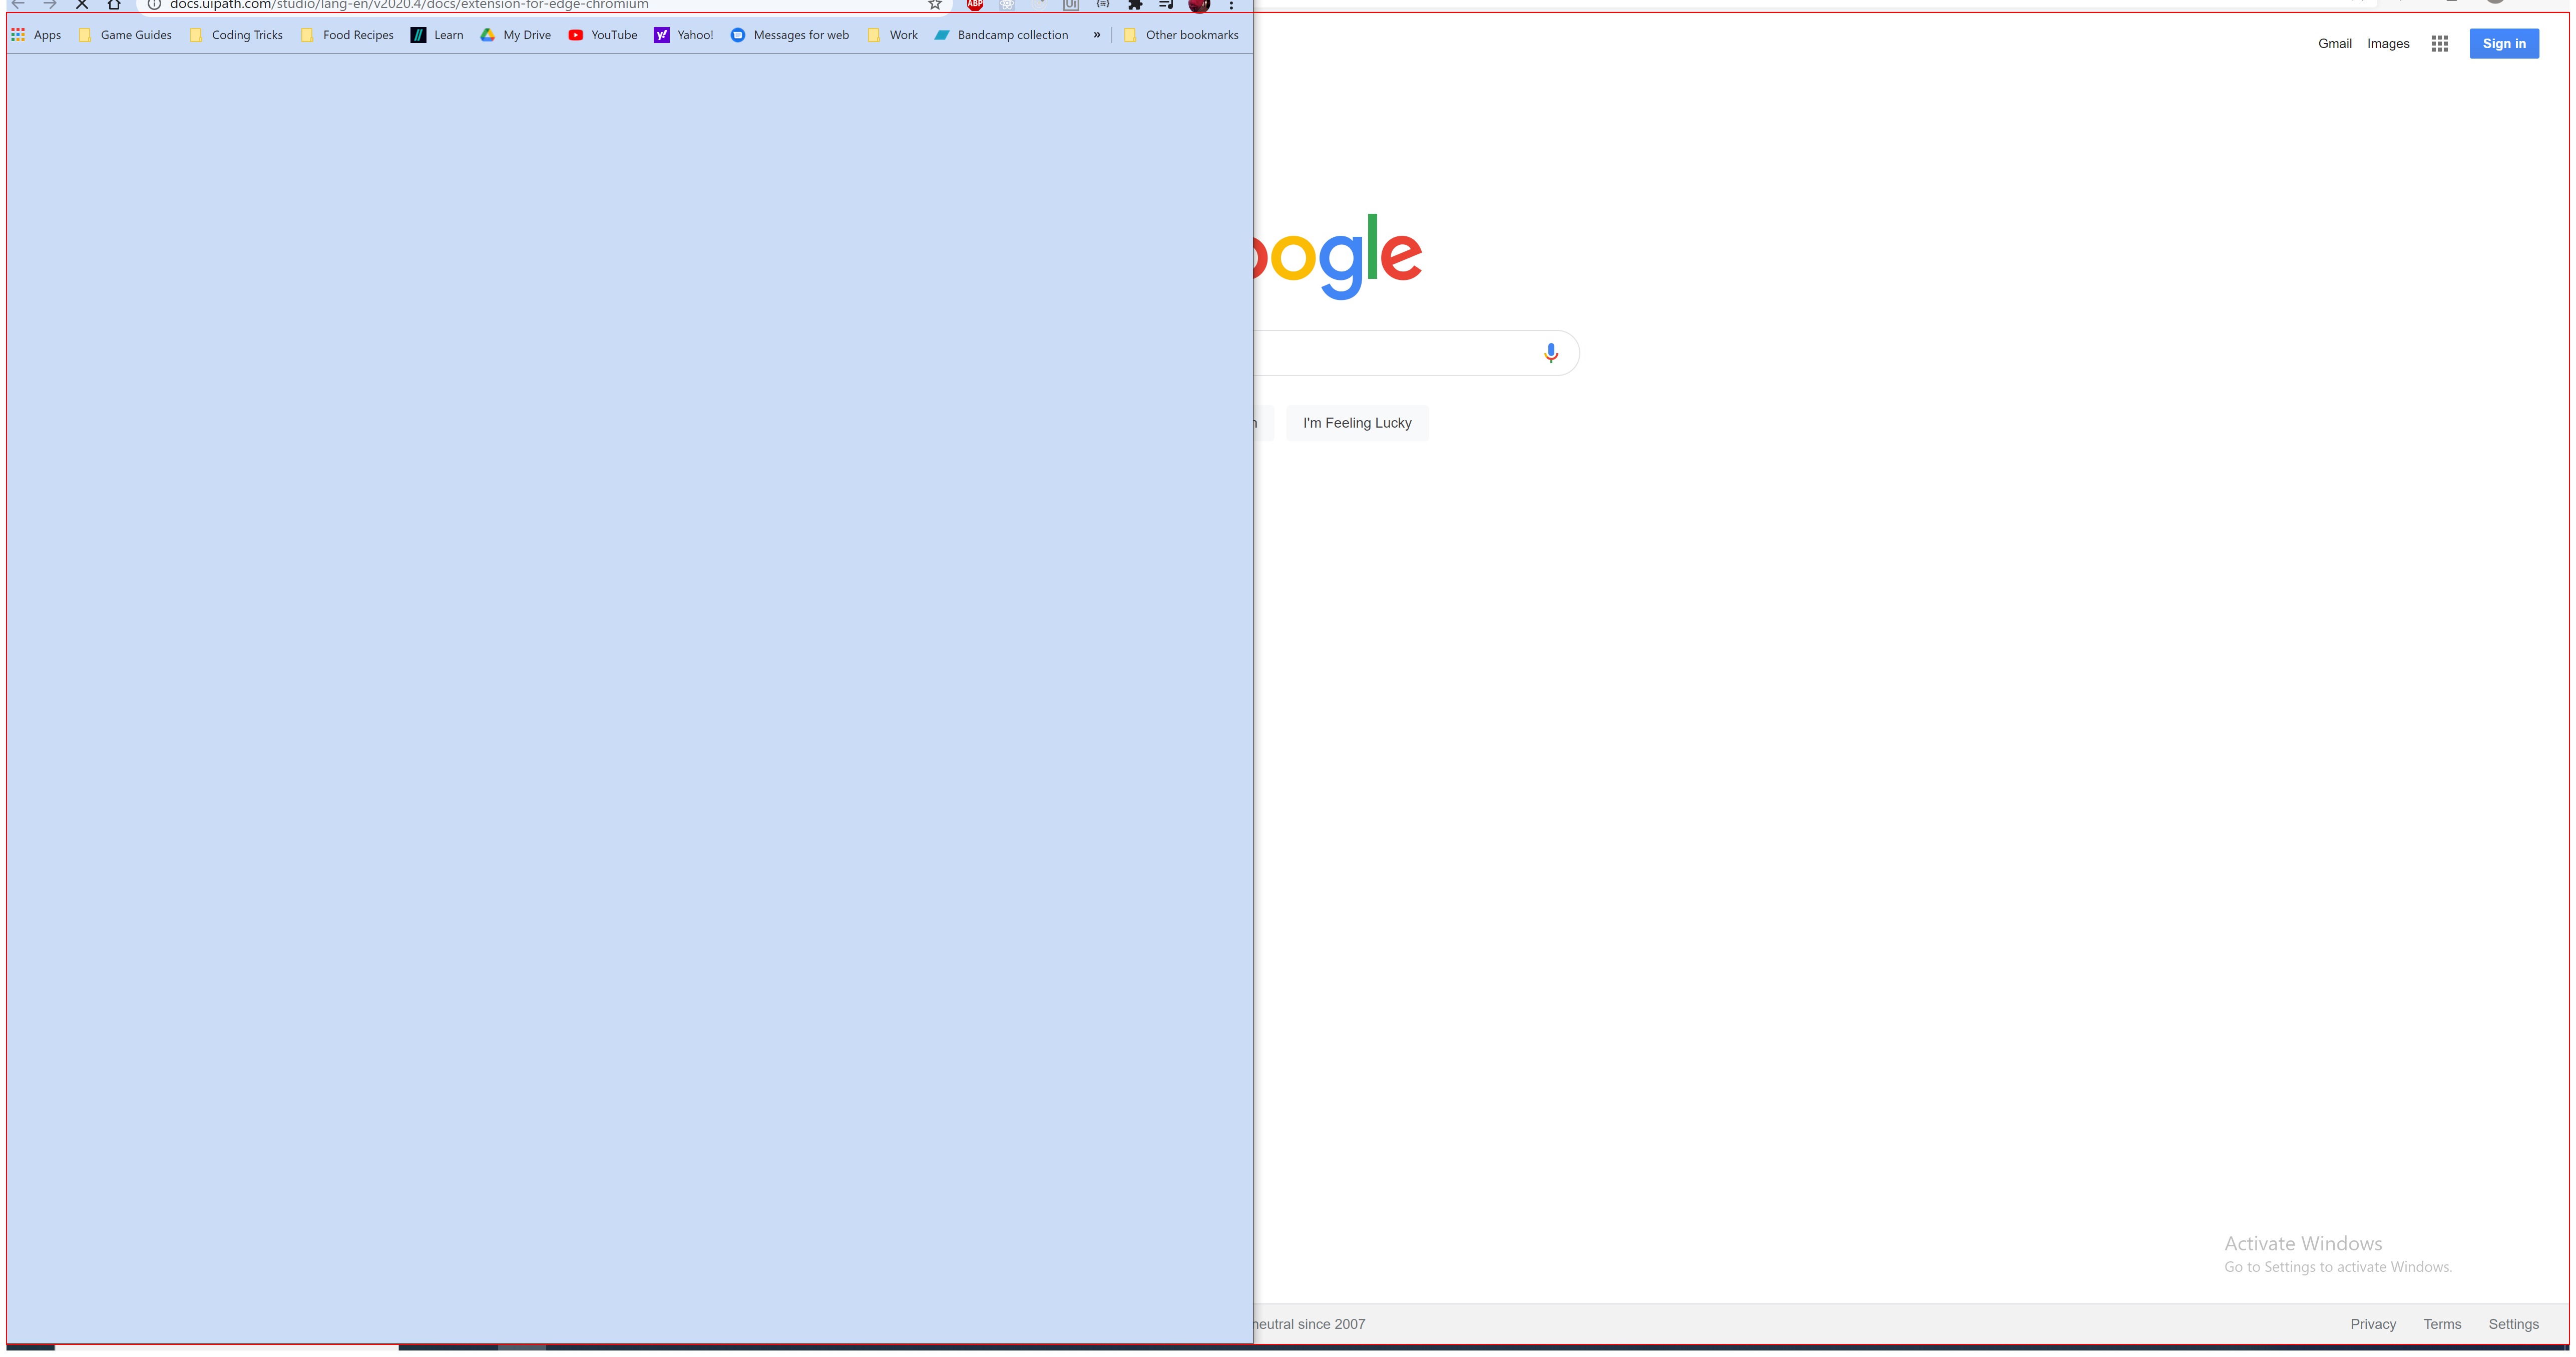 docs.uipath.com/studio/lang-en/v2020.4/docs/extension-for-edge-chromium
ABP
Apps Game Guides Coding Tricks Food Recipes Learn My Drive YouTube Yahoo! Messages for web Work Bandcamp collection » Other bookmarks
Gmail Images Sign in
oogle
I'm Feeling Lucky
Activate Windows
Go to Settings to activate Windows.
neutral since 2007
Privacy Terms Settings